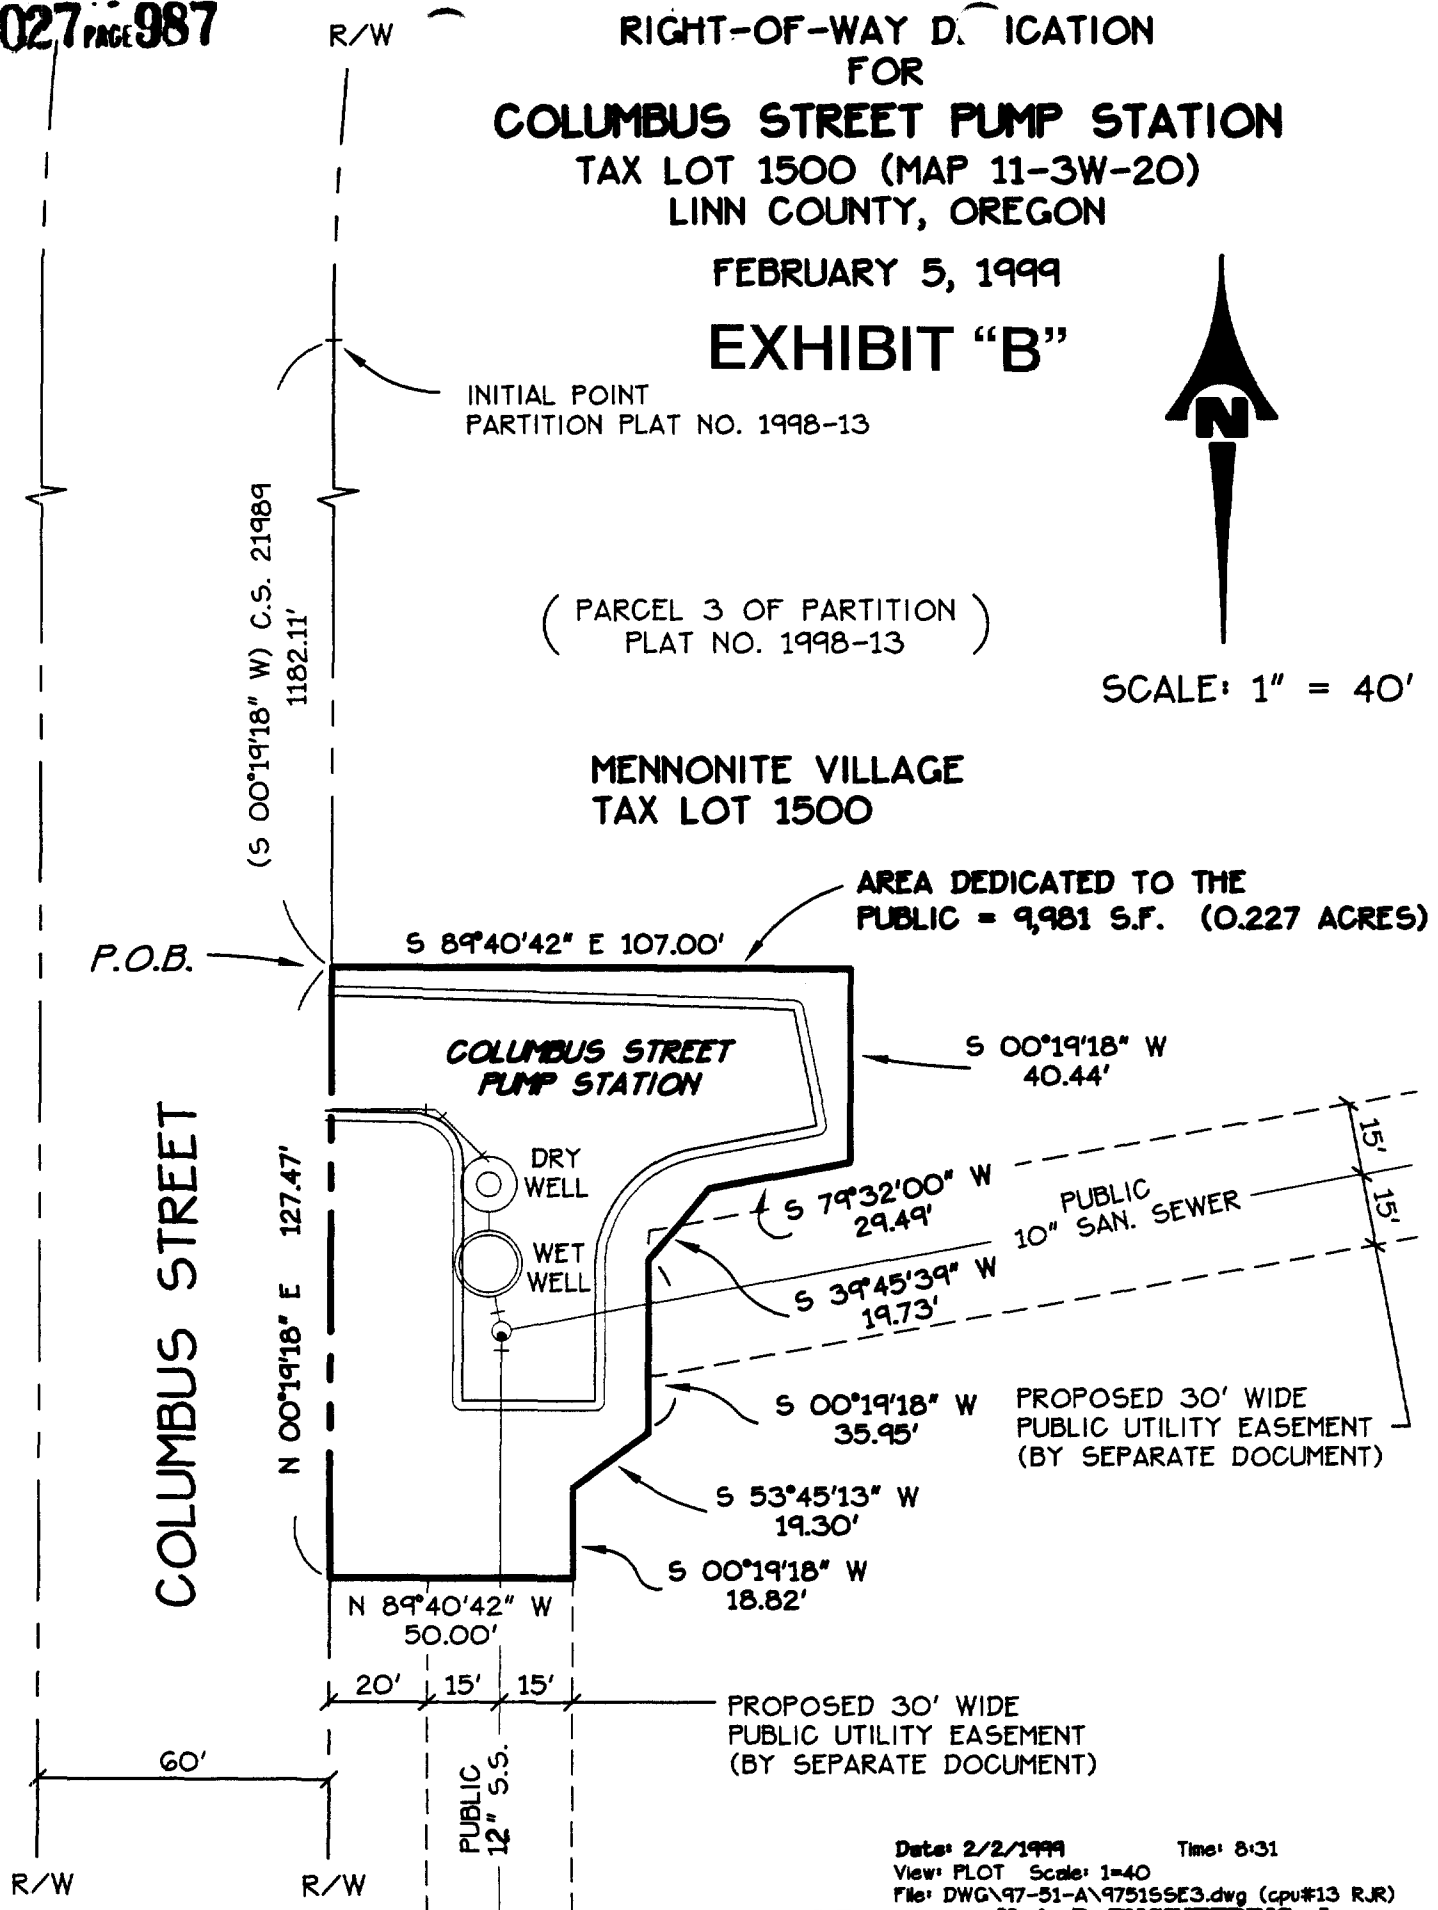 027 PAGE 987
R/W
RIGHT-OF-WAY D. ICATION
FOR
COLUMBUS STREET PUMP STATION
TAX LOT 1500 (MAP 11-3W-20)
LINN COUNTY, OREGON
FEBRUARY 5, 1999
EXHIBIT “B”
N
INITIAL POINT
PARTITION PLAT NO. 1998-13
(S 00°19'18" W) C.S. 21989
1182.11'
(PARCEL 3 OF PARTITION
PLAT NO. 1998-13)
SCALE: 1" = 40'
MENNONITE VILLAGE
TAX LOT 1500
AREA DEDICATED TO THE
PUBLIC = 9,981 S.F. (0.227 ACRES)
P.O.B.
S 89°40'42" E 107.00'
COLUMBUS STREET
PUMP STATION
S 00°19'18" W
40.44'
COLUMBUS STREET
N 00°19'18" E 127.47'
DRY
WELL
WET
WELL
S 79°32'00" W
29.49'
PUBLIC
10" SAN. SEWER
15'
15'
S 39°45'39" W
19.73'
S 00°19'18" W
35.95'
PROPOSED 30' WIDE
PUBLIC UTILITY EASEMENT
(BY SEPARATE DOCUMENT)
S 53°45'13" W
19.30'
S 00°19'18" W
18.82'
N 89°40'42" W
50.00'
20'
15'
15'
PROPOSED 30' WIDE
PUBLIC UTILITY EASEMENT
(BY SEPARATE DOCUMENT)
60'
PUBLIC
12" S.S.
R/W
R/W
Date: 2/2/1999 Time: 8:31
View: PLOT Scale: 1=40
File: DWG\97-51-A\9751SSE3.dwg (cpu#13 RJR)